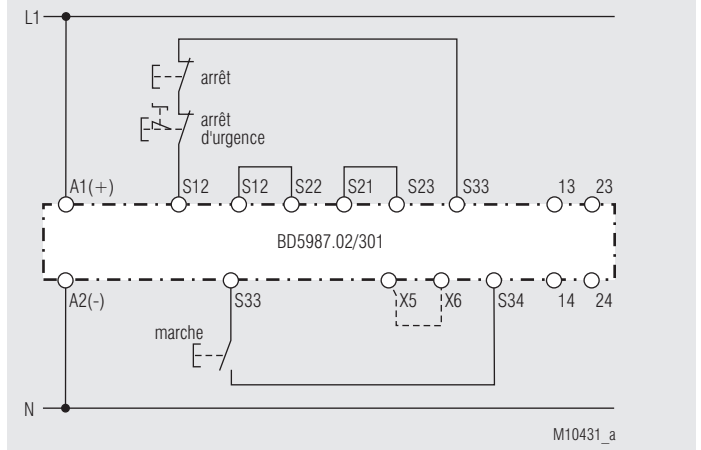 L1
arrêt
arrêt
d'urgence
A1(+) S12 S12 S22 S21 S23 S33 13 23
BD5987.02/301
A2(-) S33 X5 X6 S34 14 24
marche
N
M10431_a